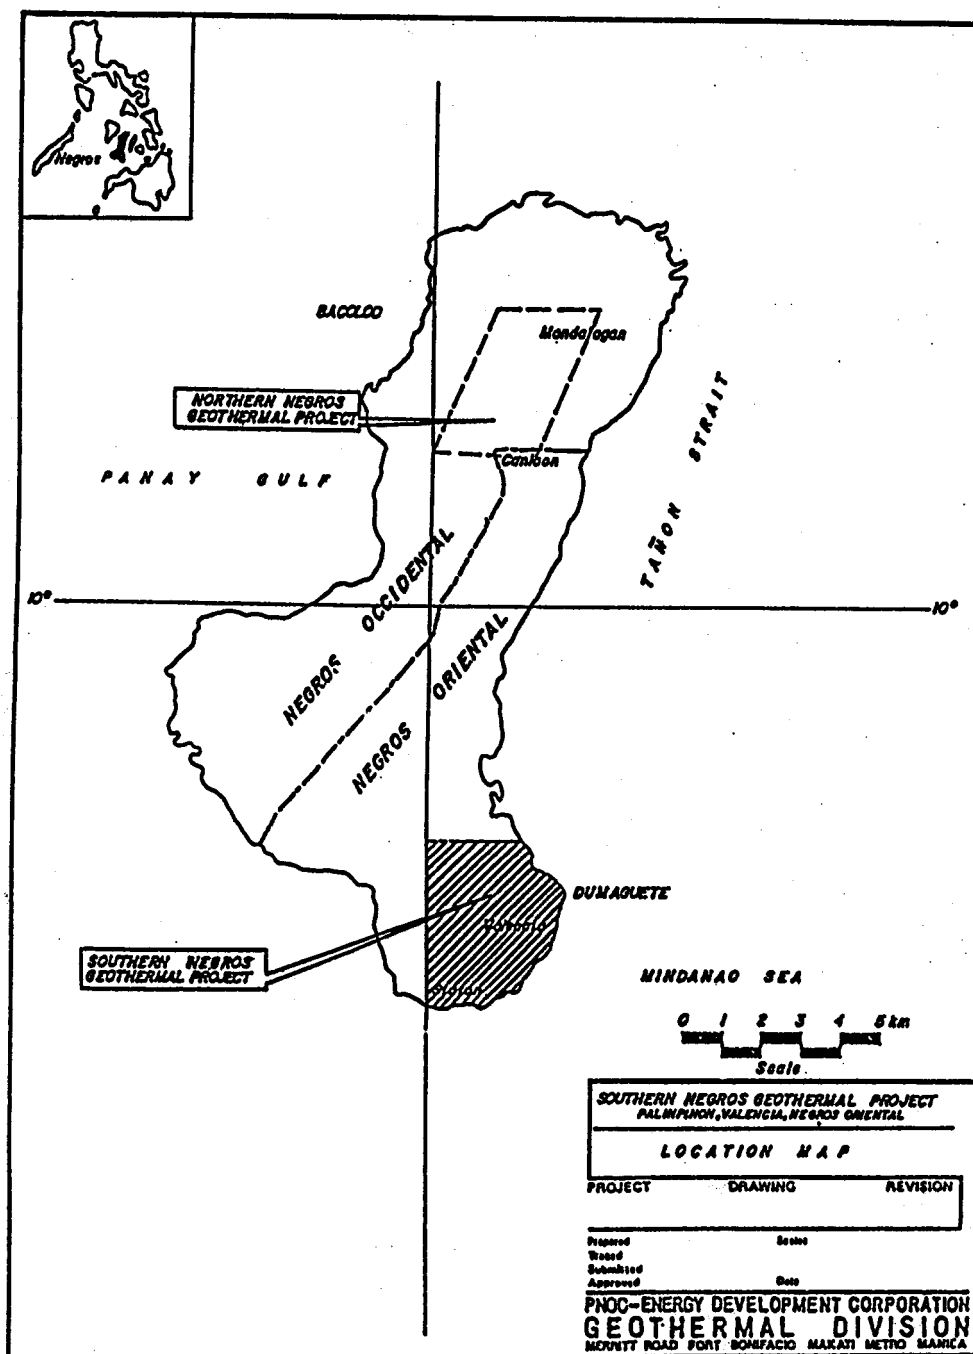 Negros
BACOLOD
Mandalogan
NORTHERN NEGROS
GEOTHERMAL PROJECT
Canlaon
PANAY GULF
TAÑON STRAIT
NEGROS OCCIDENTAL
10°
10°
NEGROS ORIENTAL
DUMAGUETE
Valencia
SOUTHERN NEGROS
GEOTHERMAL PROJECT
MINDANAO SEA
0 1 2 3 4 5 km
Scale
SOUTHERN NEGROS GEOTHERMAL PROJECT
PALINPINON, VALENCIA, NEGROS ORIENTAL
LOCATION MAP
PROJECT DRAWING REVISION
Prepared Scales
Traced
Submitted
Approved Date
PNOC-ENERGY DEVELOPMENT CORPORATION
GEOTHERMAL DIVISION
MERRITT ROAD FORT BONIFACIO MAKATI METRO MANILA